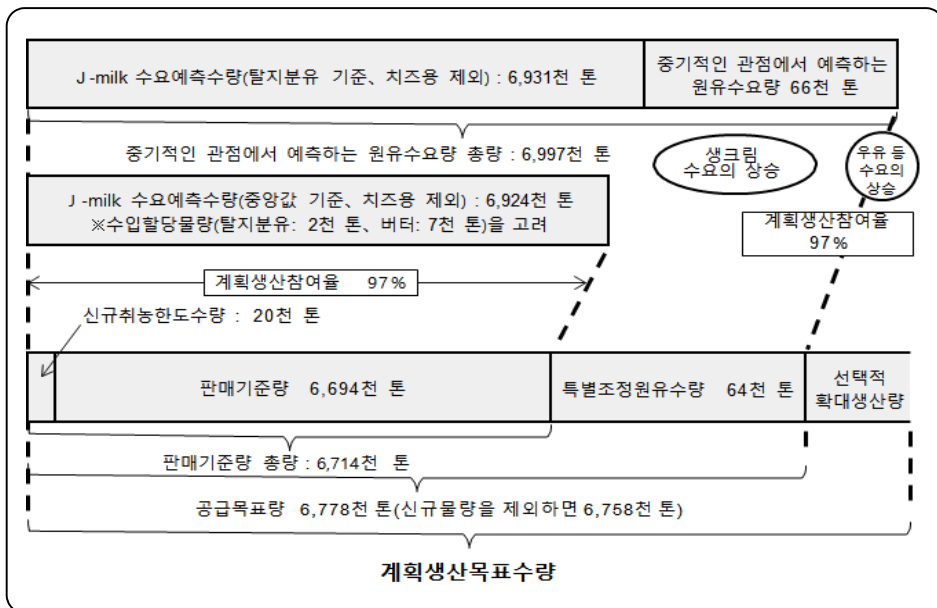 J-milk 수요예측수량(탈지분유 기준、치즈용 제외) : 6,931천 톤
중기적인 관점에서 예측하는
원유수요량 66천 톤
중기적인 관점에서 예측하는 원유수요량 총량 : 6,997천 톤
생크림
수요의 상승
우유 등
수요의
상승
J-milk 수요예측수량(중앙값 기준、치즈용 제외) : 6,924천 톤
※수입할당물량(탈지분유: 2천 톤、버터: 7천 톤)을 고려
계획생산참여율
97%
계획생산참여율 97%
신규취농한도수량 : 20천 톤
판매기준량 6,694천 톤
특별조정원유수량 64천 톤
선택적
확대생산량
판매기준량 총량 : 6,714천 톤
공급목표량 6,778천 톤(신규물량을 제외하면 6,758천 톤)
계획생산목표수량